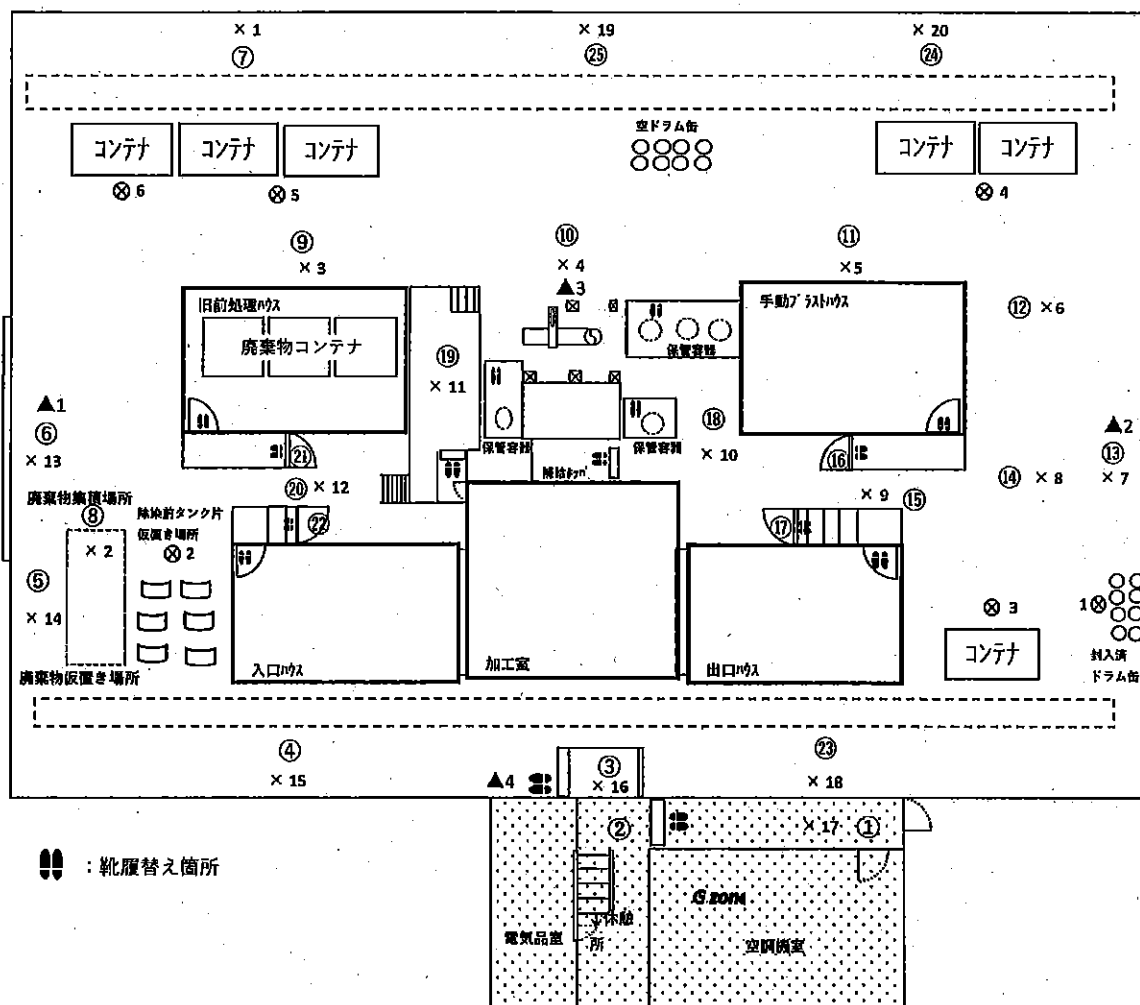 × 1
× 19
× 20
⑦
㉕
㉔
コンテナ
コンテナ
コンテナ
空ドラム缶
コンテナ
コンテナ
⊗ 6
⊗ 5
⊗ 4
⑨
⑩
⑪
× 3
× 4
×5
▲3
旧前処理ハウス
手動ブラストハウス
⑫ ×6
廃棄物コンテナ
⑲
保管容器
× 11
▲1
⑥
⑱
▲2
× 13
保管容器
保管容器
× 10
⑬
㉑
⑯
⑭ × 8
× 7
⑳ × 12
× 9
⑮
廃棄物集積場所
⑧
除染前タンク片
仮置き場所
× 2
⊗ 2
㉒
⑰
⑤
× 14
⊗ 3
1⊗
コンテナ
封入済
ドラム缶
廃棄物仮置き場所
入口ハウス
加工室
出口ハウス
④
㉓
③
× 15
▲4
× 16
× 18
②
× 17
①
:靴履替え箇所
G zone
休憩
所
電気品室
空調機室